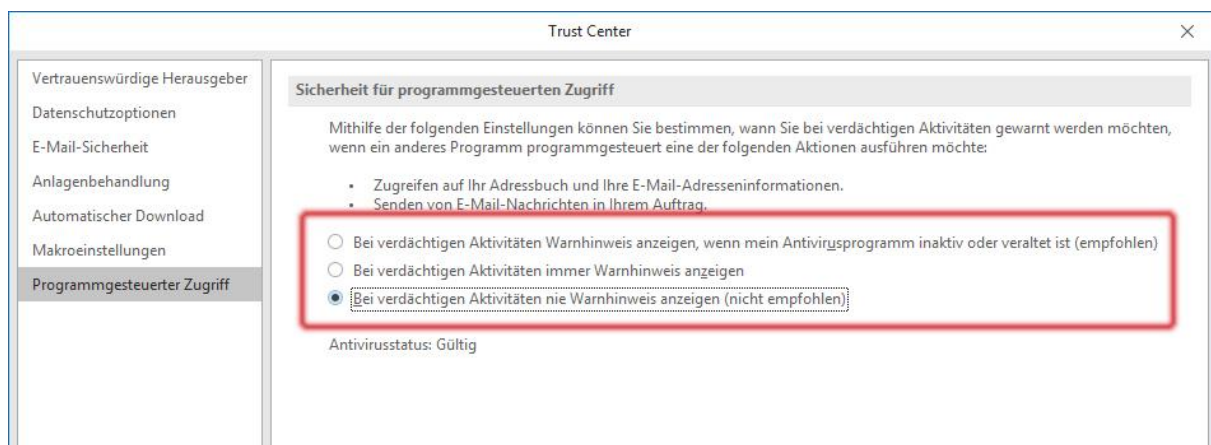 Trust Center
Vertrauenswürdige Herausgeber
Datenschutzoptionen
E-Mail-Sicherheit
Anlagenbehandlung
Automatischer Download
Makroeinstellungen
Programmgesteuerter Zugriff
Sicherheit für programmgesteuerten Zugriff
Mithilfe der folgenden Einstellungen können Sie bestimmen, wann Sie bei verdächtigen Aktivitäten gewarnt werden möchten,
wenn ein anderes Programm programmgesteuert eine der folgenden Aktionen ausführen möchte:
• Zugreifen auf Ihr Adressbuch und Ihre E-Mail-Adresseninformationen.
• Senden von E-Mail-Nachrichten in Ihrem Auftrag.
Bei verdächtigen Aktivitäten Warnhinweis anzeigen, wenn mein Antivirusprogramm inaktiv oder veraltet ist (empfohlen)
Bei verdächtigen Aktivitäten immer Warnhinweis anzeigen
Bei verdächtigen Aktivitäten nie Warnhinweis anzeigen (nicht empfohlen)
Antivirusstatus: Gültig